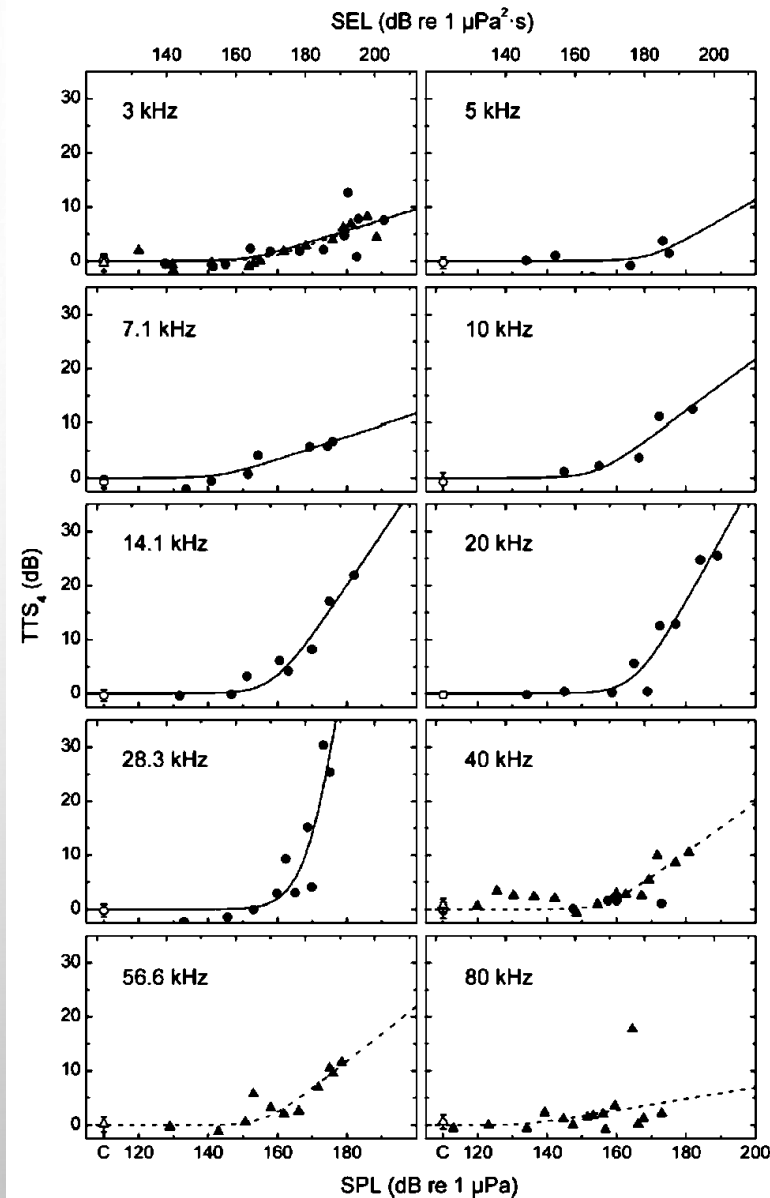 SEL (dB re 1 µPa²·s)
140 160 180 200 140 160 180 200
30
20
10
0
3 kHz
5 kHz
30
20
10
0
7.1 kHz
10 kHz
30
20
10
0
14.1 kHz
20 kHz
TTS₄ (dB)
30
20
10
0
28.3 kHz
40 kHz
30
20
10
0
56.6 kHz
80 kHz
C 120 140 160 180 C 120 140 160 180 200
SPL (dB re 1 µPa)